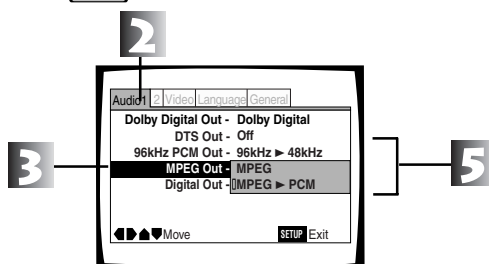 2
Audio1 2 Video Language General
Dolby Digital Out - Dolby Digital
DTS Out - Off
96kHz PCM Out - 96kHz ► 48kHz
3
MPEG Out - MPEG
5
Digital Out - MPEG ► PCM
Move SETUP Exit